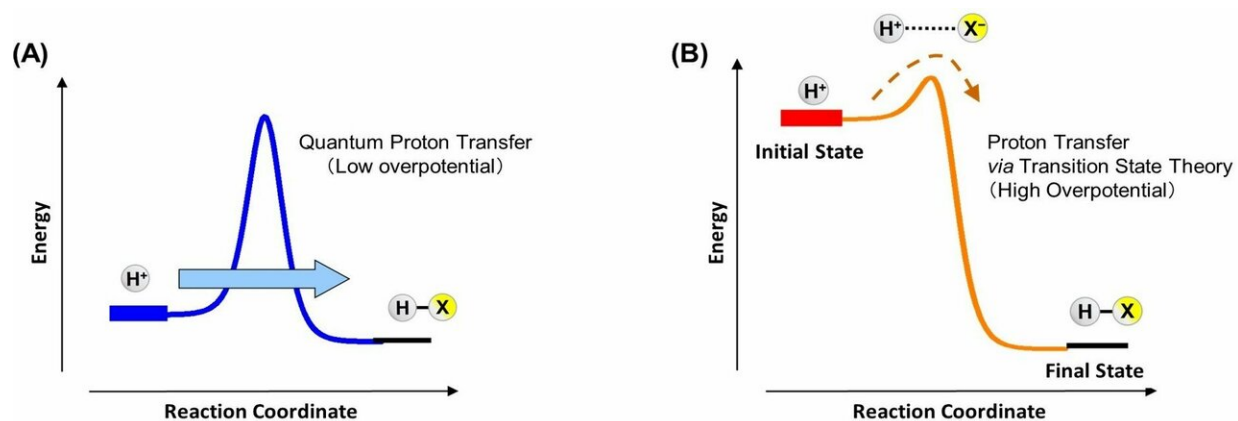 (A)
Energy
Quantum Proton Transfer
(Low overpotential)
H+
H
X
Reaction Coordinate
(B)
H+
X−
Energy
H+
Initial State
Proton Transfer
via Transition State Theory
(High Overpotential)
H
X
Final State
Reaction Coordinate